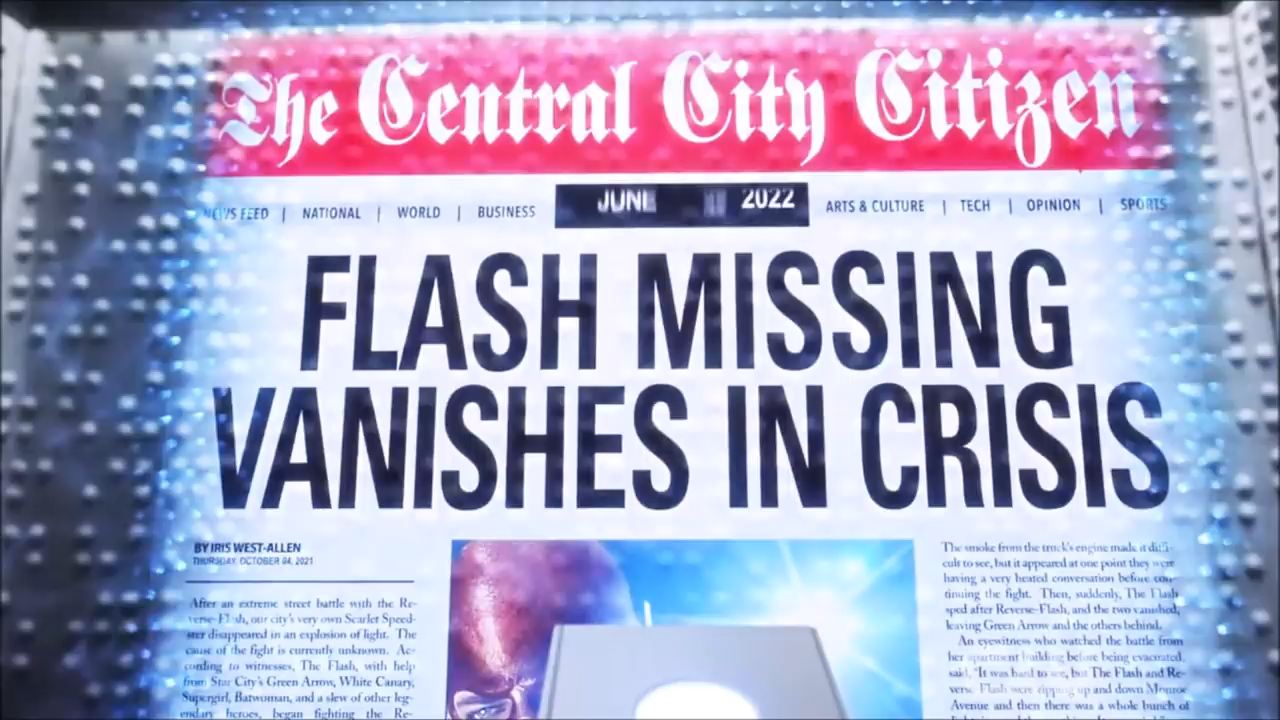 The Central City Citizen
NEWS FEED | NATIONAL | WORLD | BUSINESS
JUNE 2022
ARTS & CULTURE | TECH | OPINION | SPORTS
FLASH MISSING
VANISHES IN CRISIS
BY IRIS WEST-ALLEN
THURSDAY, OCTOBER 04, 2021
After an extreme street battle with the Re-
verse-Flash, our city's very own Scarlet Speed-
ster disappeared in an explosion of light. The
cause of the fight is currently unknown. Ac-
cording to witnesses, The Flash, with help
from Star City's Green Arrow, White Canary,
Supergirl, Batwoman, and a slew of other leg-
endary heroes, began fighting the Re-
The smoke from the truck's engine made it diffi-
cult to see, but it appeared at one point they were
having a very heated conversation before con-
tinuing the fight. Then, suddenly, The Flash
sped after Reverse-Flash, and the two vanished,
leaving Green Arrow and the others behind.
An eyewitness who watched the battle from
her apartment building before being evacuated,
said, "It was hard to see, but The Flash and Re-
verse Flash were zipping up and down Monroe
Avenue and then there was a whole bunch of